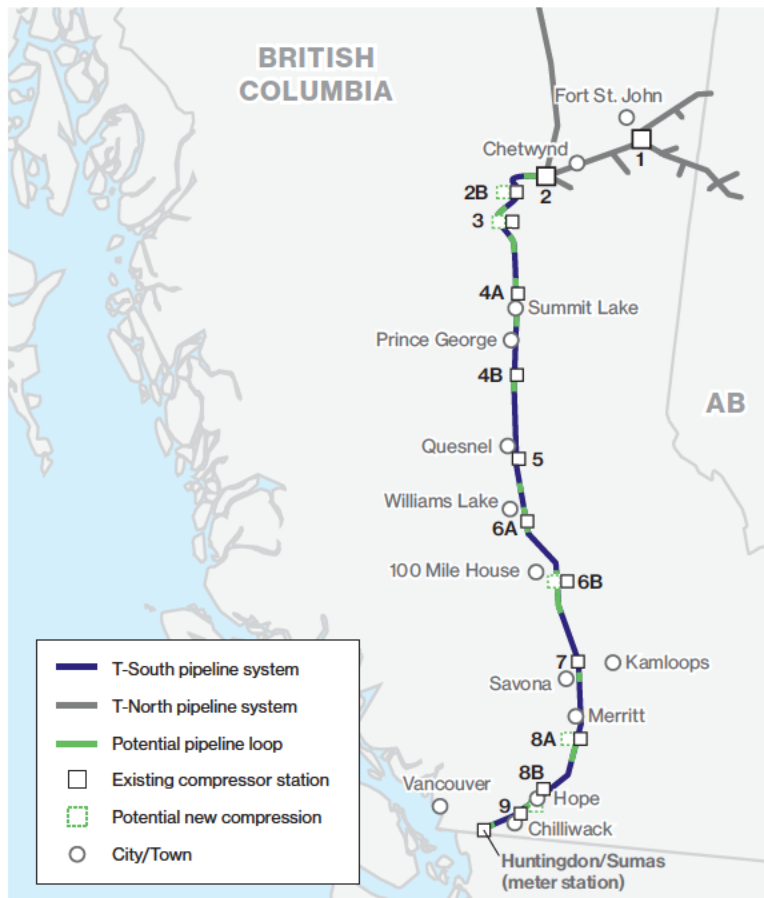 BRITISH
COLUMBIA
Fort St. John
Chetwynd
1
2
2B
3
4A
Summit Lake
Prince George
4B
AB
Quesnel
5
Williams Lake
6A
100 Mile House
6B
7
Kamloops
Savona
Merritt
8A
8B
Vancouver
Hope
9
Chilliwack
Huntingdon/Sumas
(meter station)
T-South pipeline system
T-North pipeline system
Potential pipeline loop
Existing compressor station
Potential new compression
City/Town